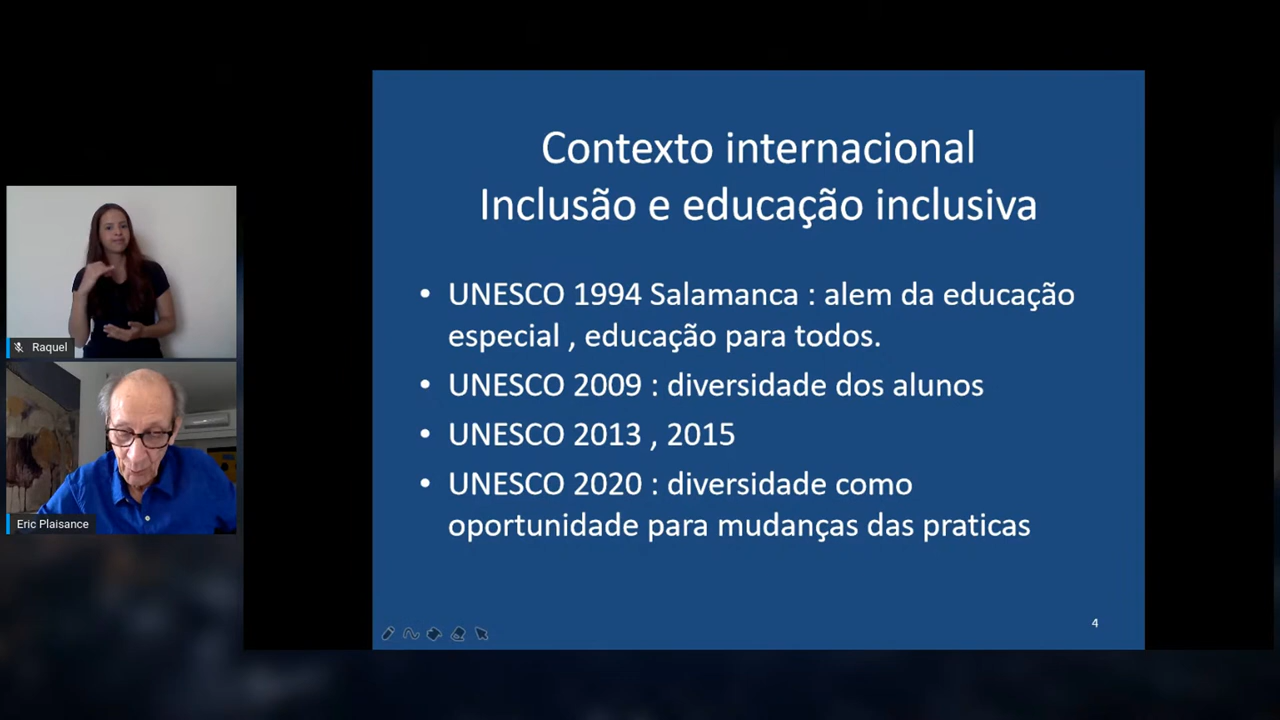 Contexto internacional
Inclusão e educação inclusiva
• UNESCO 1994 Salamanca : alem da educação
especial , educação para todos.
• UNESCO 2009 : diversidade dos alunos
• UNESCO 2013 , 2015
• UNESCO 2020 : diversidade como
oportunidade para mudanças das praticas
4
Raquel
Eric Plaisance